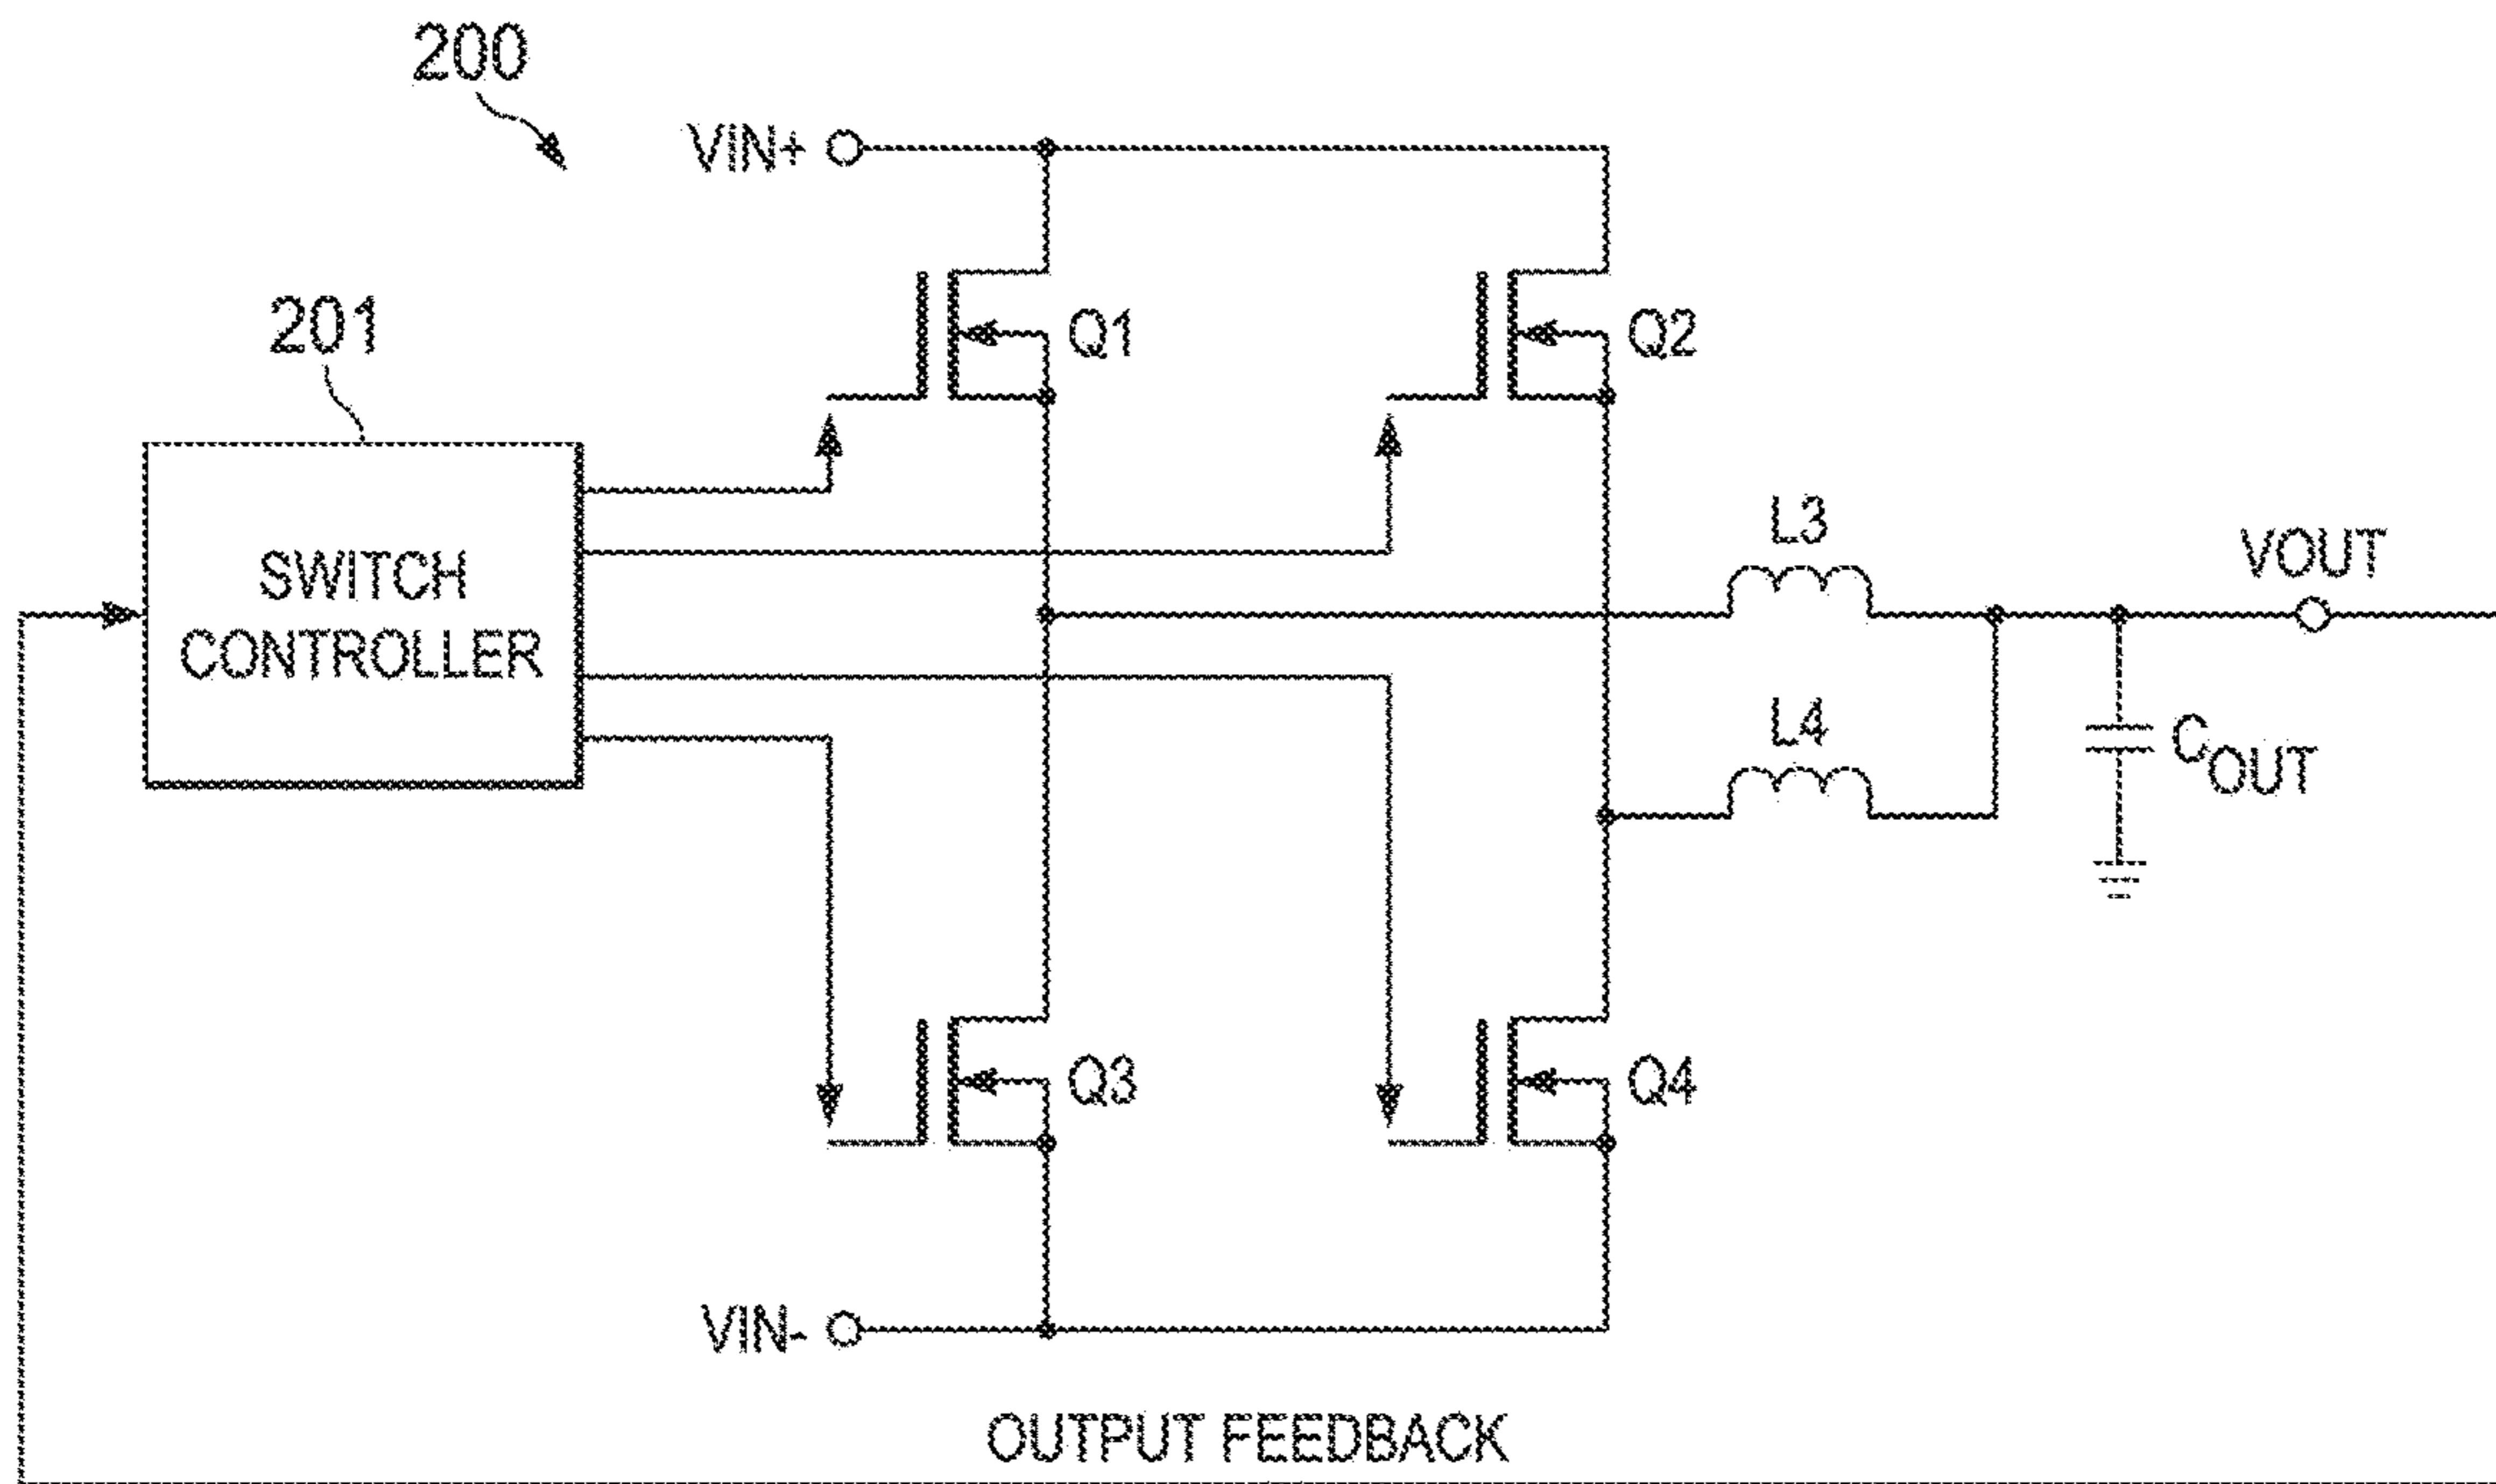 200
VIN+
201
Q1
Q2
SWITCH
CONTROLLER
L3
VOUT
L4
COUT
Q3
Q4
VIN-
OUTPUT FEEDBACK